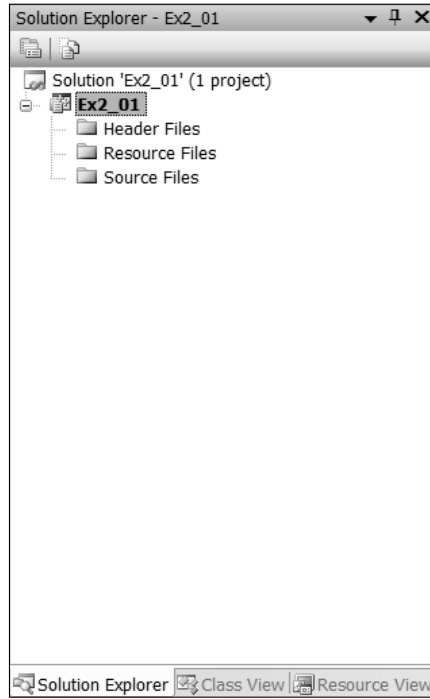 Solution Explorer - Ex2_01
Solution 'Ex2_01' (1 project)
Ex2_01
Header Files
Resource Files
Source Files
Solution Explorer Class View Resource View